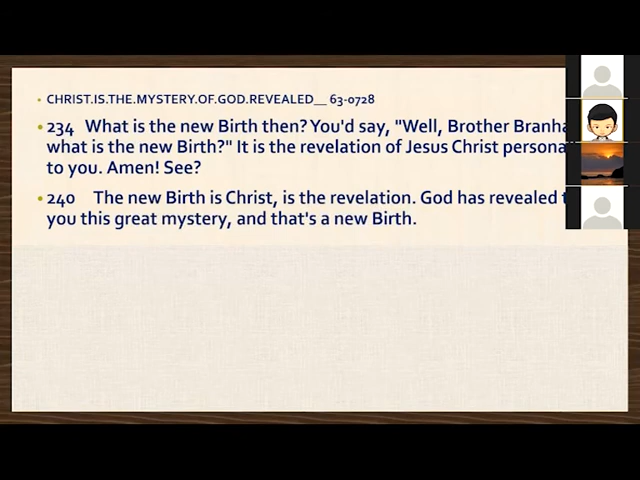 CHRIST.IS.THE.MYSTERY.OF.GOD.REVEALED__ 63-0728
234 What is the new Birth then? You'd say, "Well, Brother
what is the new Birth?" It is the revelation of Jesus Christ
to you. Amen! See?
240 The new Birth is Christ, is the revelation. God has revealed
you this great mystery, and that's a new Birth.